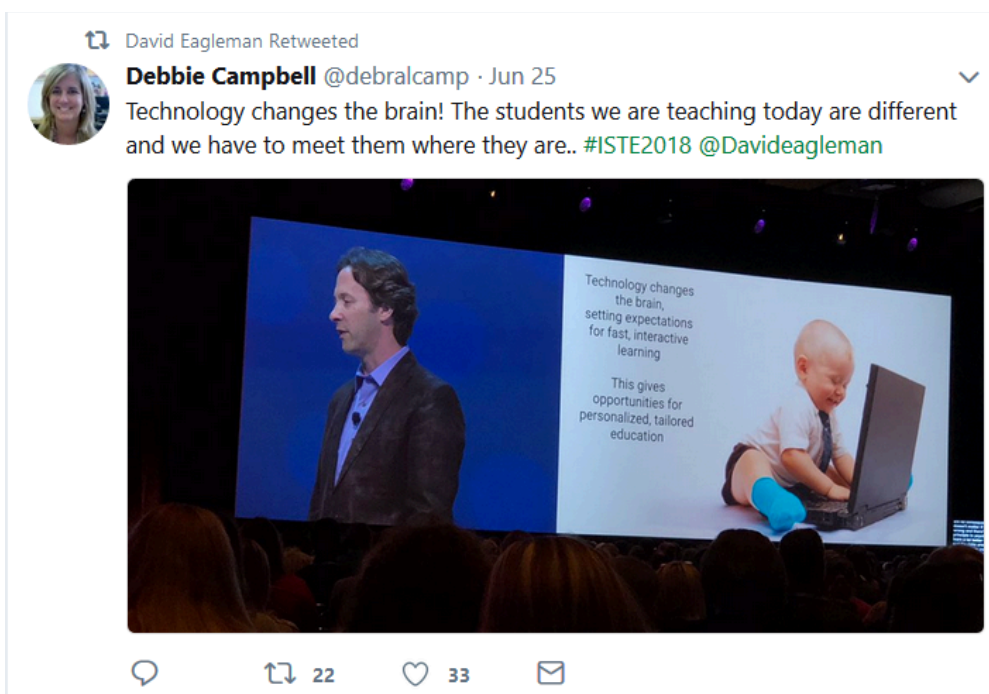 David Eagleman Retweeted
Debbie Campbell @debralcamp · Jun 25
Technology changes the brain! The students we are teaching today are different
and we have to meet them where they are.. #ISTE2018 @Davideagleman
Technology changes
the brain,
setting expectations
for fast, interactive
learning
This gives
opportunities for
personalized, tailored
education
22
33